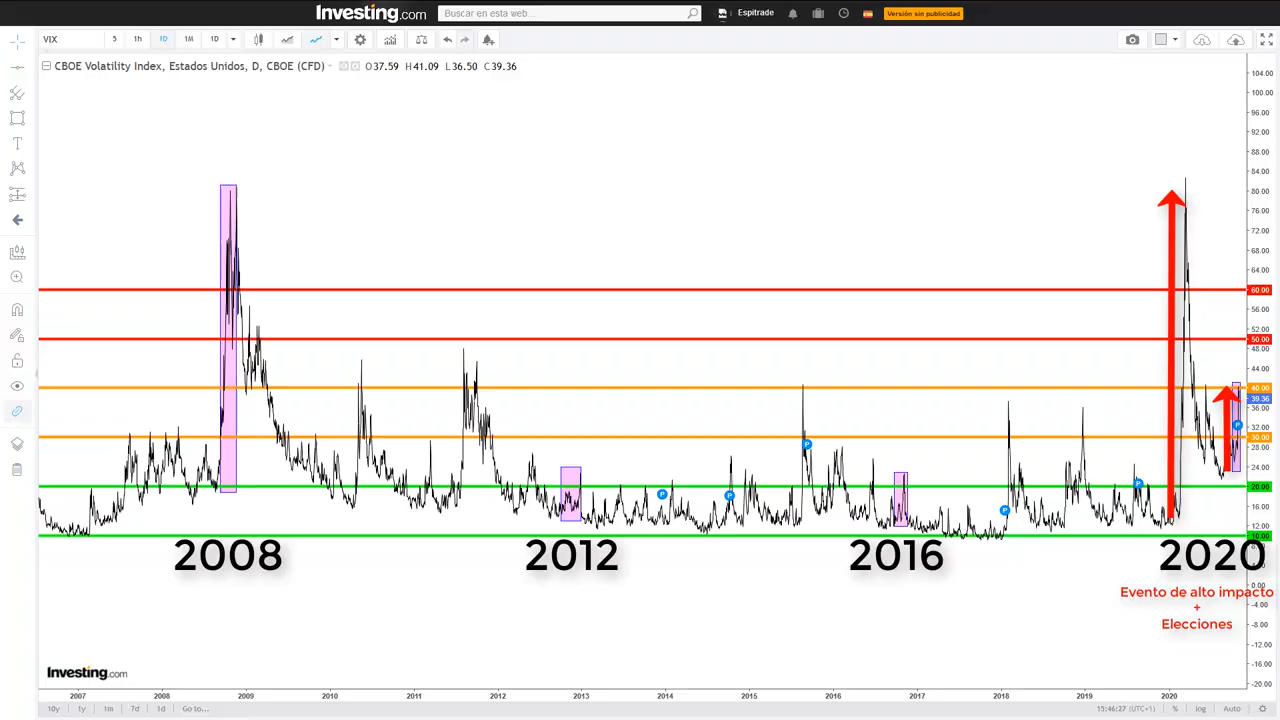 Investing.com
Buscar en esta web...
Espitrade
Versión sin publicidad
VIX
5
1h
1D
1M
1D
CBOE Volatility Index, Estados Unidos, D, CBOE (CFD)
O37.59 H41.09 L36.50 C39.36
104.00
100.00
96.00
92.00
88.00
84.00
80.00
76.00
72.00
68.00
64.00
60.00
56.00
52.00
50.00
48.00
44.00
40.00
39.36
36.00
32.00
30.00
28.00
24.00
20.00
16.00
12.00
10.00
P
P
P
P
P
P
P
2008
2012
2016
2020
Evento de alto impacto
+
Elecciones
0.00
-4.00
-8.00
-12.00
-16.00
-20.00
Investing.com
2007
2008
2009
2010
2011
2012
2013
2014
2015
2016
2017
2018
2019
2020
10y
1y
1m
7d
1d
Go to...
15:46:27 (UTC+1)
%
log
Auto